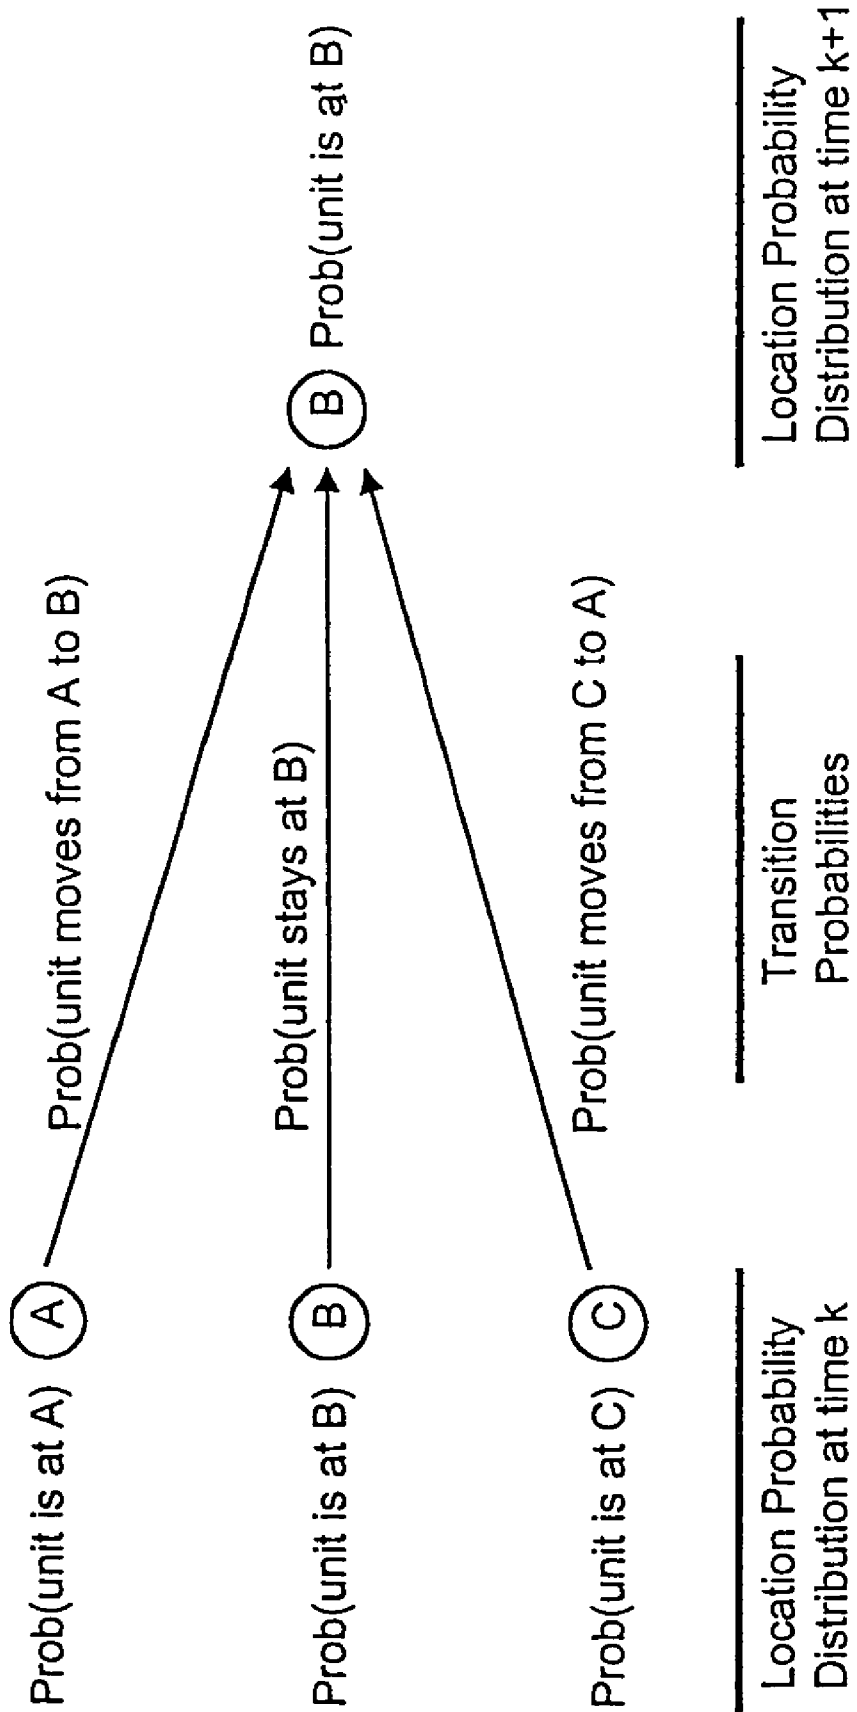 Prob(unit is at A)
A
Prob(unit moves from A to B)
Prob(unit is at B)
B
Prob(unit stays at B)
B
Prob(unit is at B)
Prob(unit is at C)
C
Prob(unit moves from C to A)
Location Probability
Distribution at time k
Transition
Probabilities
Location Probability
Distribution at time k+1